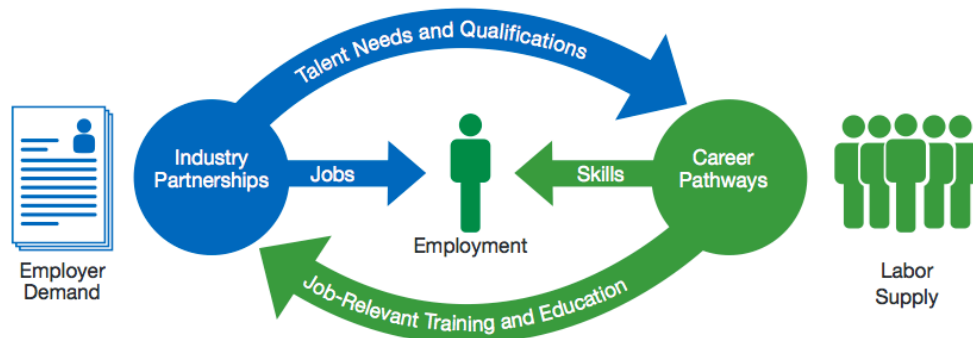 Talent Needs and Qualifications
Industry
Partnerships
Jobs
Skills
Career
Pathways
Employment
Employer
Demand
Labor
Supply
Job-Relevant Training and Education